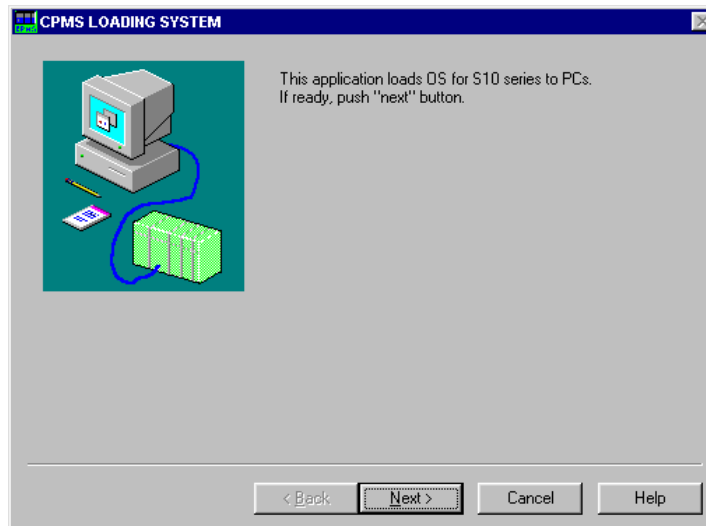 CPMS LOADING SYSTEM
CPMS
This application loads OS for S10 series to PCs.
If ready, push "next" button.
< Back
Next >
Cancel
Help